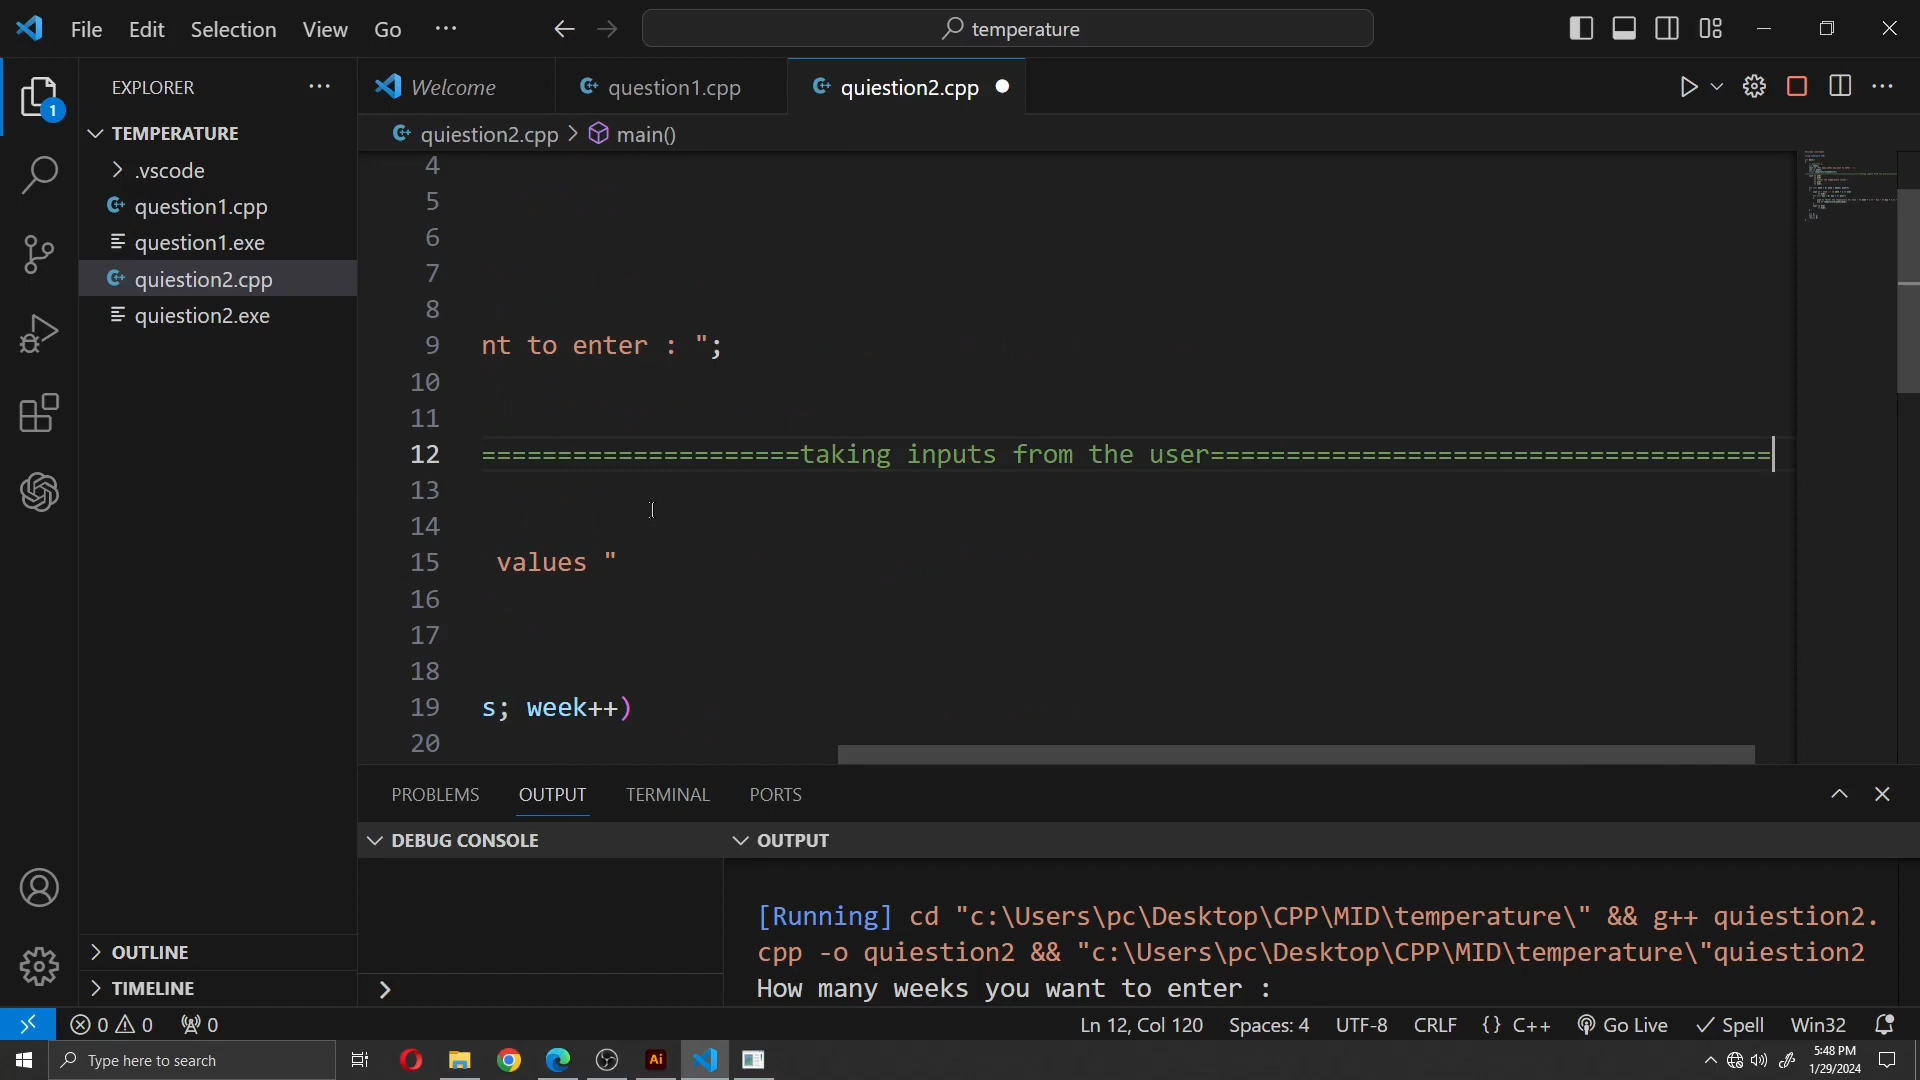 File Edit Selection View Go ··· temperature
EXPLORER ···
Welcome question1.cpp quiestion2.cpp
quiestion2.cpp > main()
1
TEMPERATURE
.vscode
question1.cpp
question1.exe
quiestion2.cpp
quiestion2.exe
4
5
6
7
8
9 nt to enter : ";
10
11
12 =====================taking inputs from the user=====================================
13
14
15 values "
16
17
18
19 s; week++)
20
PROBLEMS OUTPUT TERMINAL PORTS
DEBUG CONSOLE
OUTPUT
[Running] cd "c:\Users\pc\Desktop\CPP\MID\temperature\" && g++ quiestion2.
cpp -o quiestion2 && "c:\Users\pc\Desktop\CPP\MID\temperature\"quiestion2
How many weeks you want to enter :
OUTLINE
TIMELINE
0 0 0 Ln 12, Col 120 Spaces: 4 UTF-8 CRLF {} C++ Go Live Spell Win32
Type here to search
Ai
5:48 PM
1/29/2024